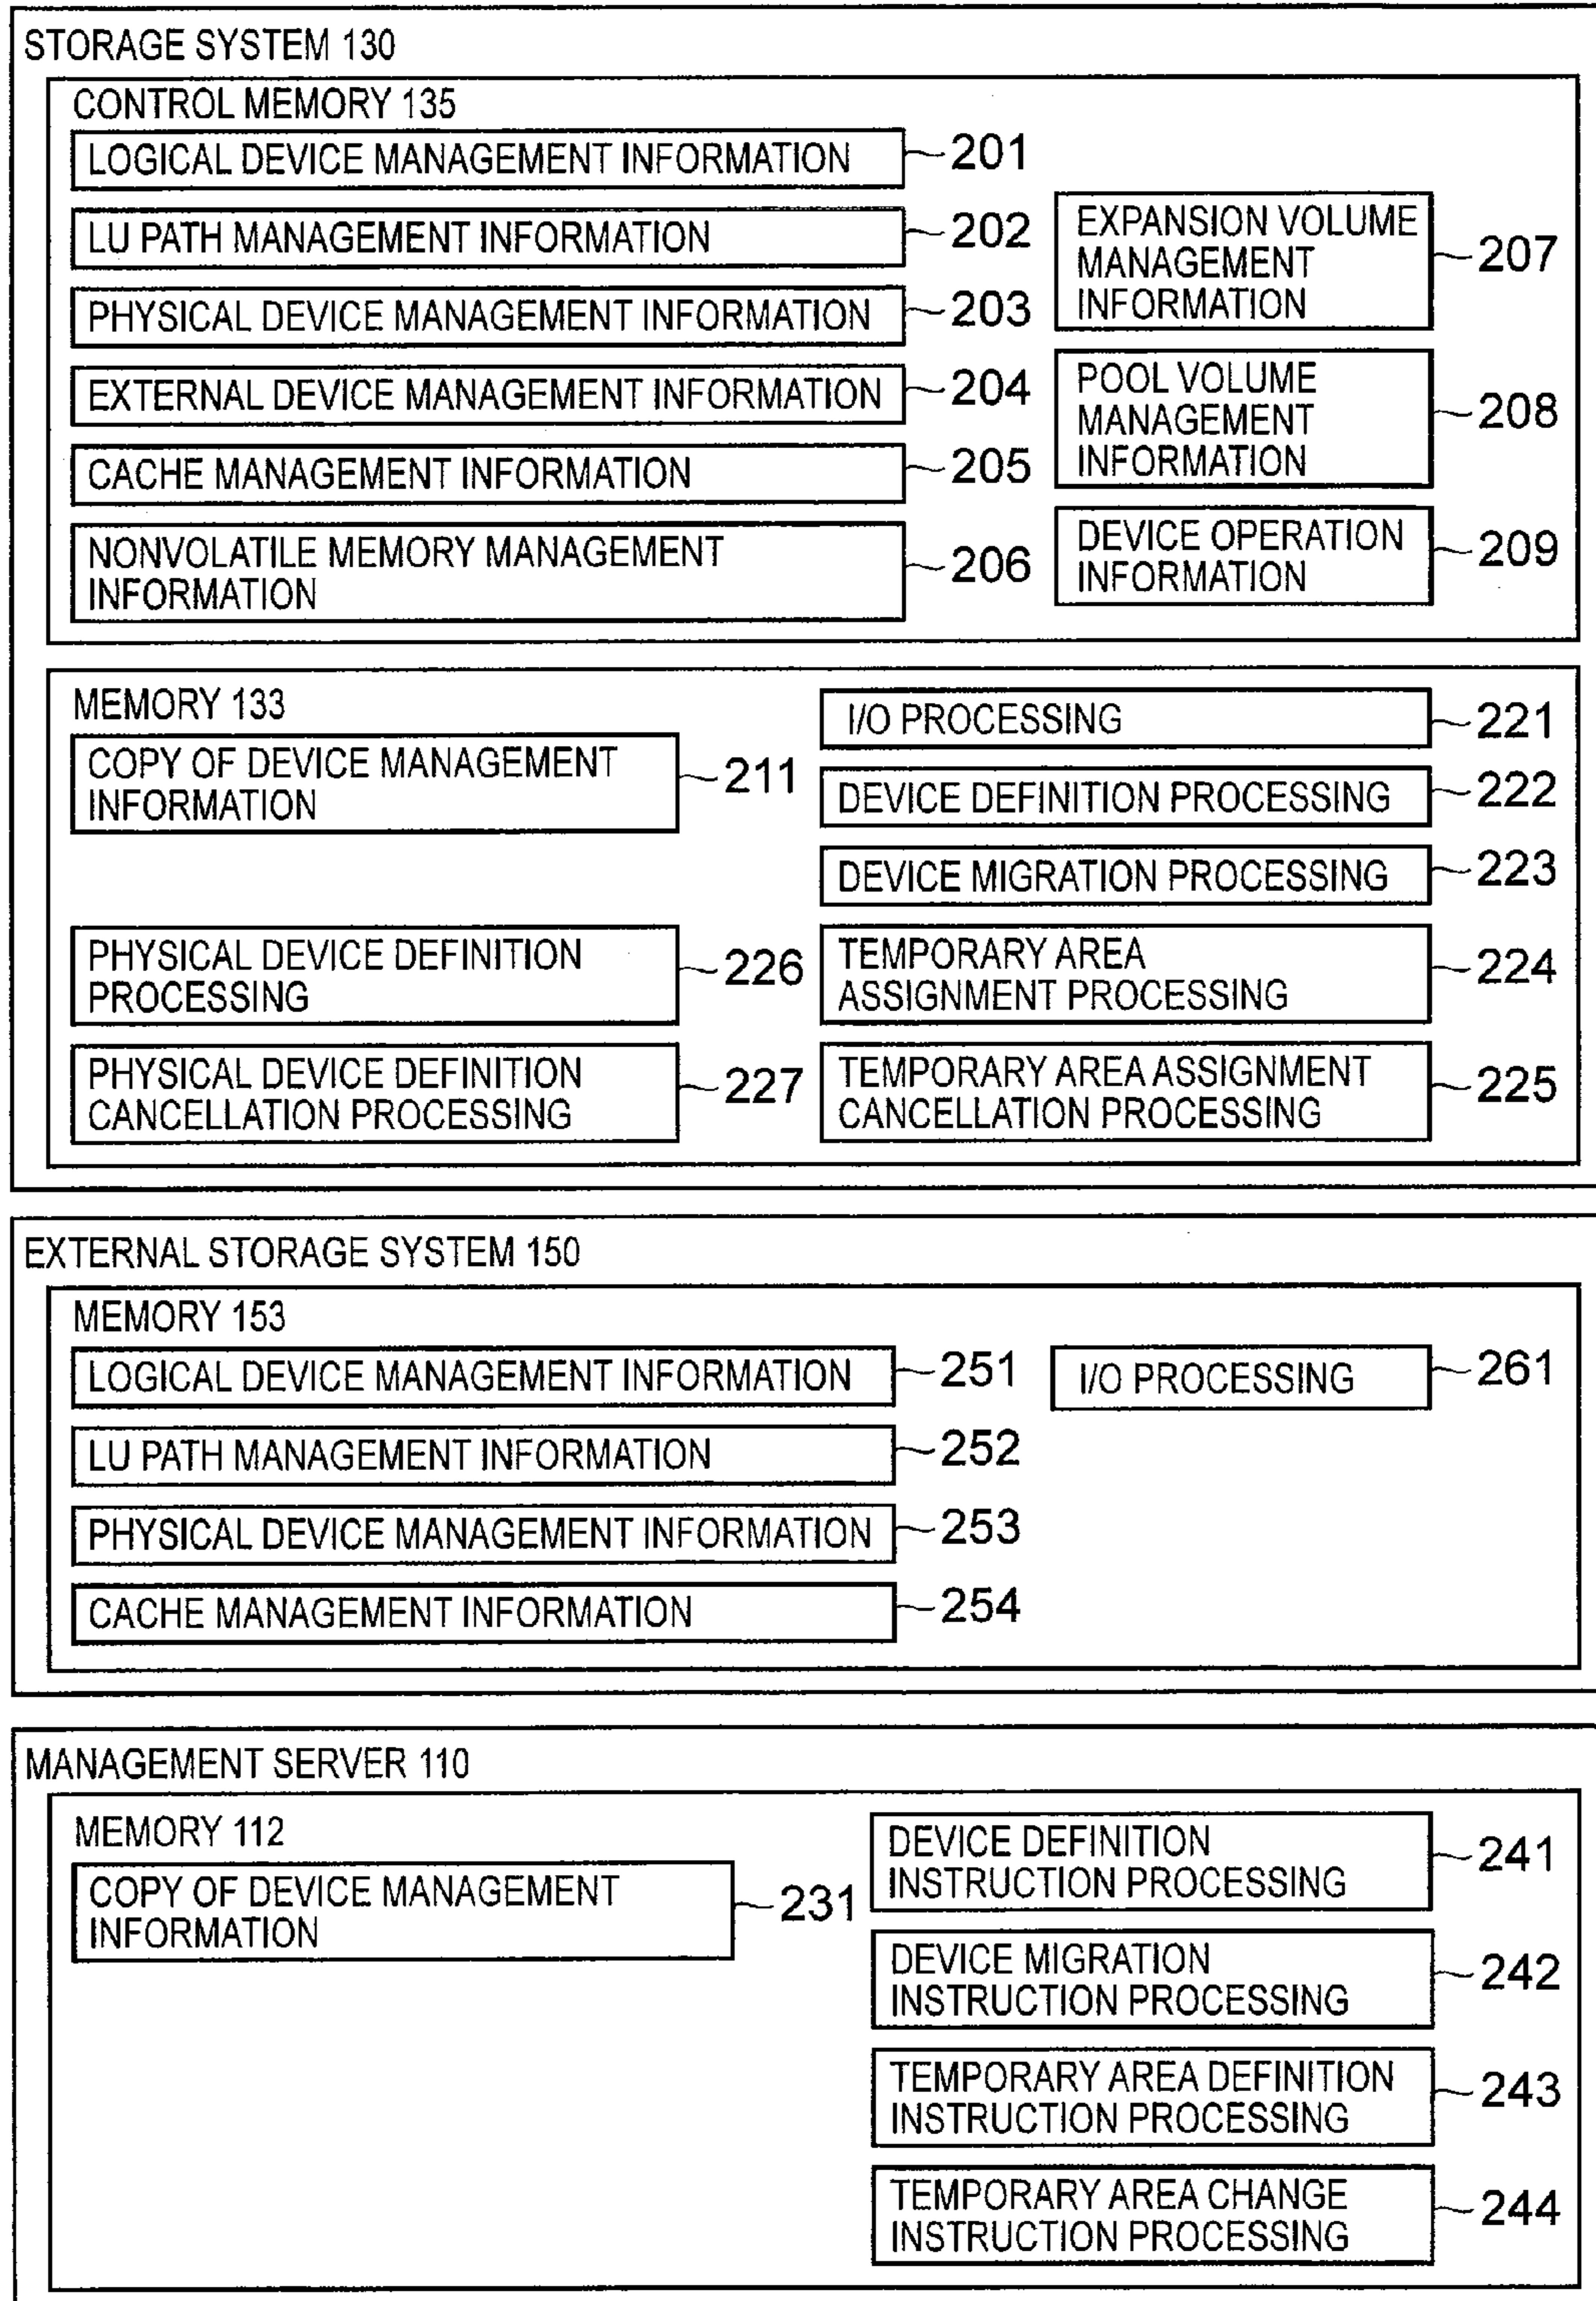 STORAGE SYSTEM 130
CONTROL MEMORY 135
LOGICAL DEVICE MANAGEMENT INFORMATION
201
LU PATH MANAGEMENT INFORMATION
202
PHYSICAL DEVICE MANAGEMENT INFORMATION
203
EXTERNAL DEVICE MANAGEMENT INFORMATION
204
CACHE MANAGEMENT INFORMATION
205
NONVOLATILE MEMORY MANAGEMENT
INFORMATION
206
EXPANSION VOLUME
MANAGEMENT
INFORMATION
207
POOL VOLUME
MANAGEMENT
INFORMATION
208
DEVICE OPERATION
INFORMATION
209
MEMORY 133
COPY OF DEVICE MANAGEMENT
INFORMATION
211
PHYSICAL DEVICE DEFINITION
PROCESSING
226
PHYSICAL DEVICE DEFINITION
CANCELLATION PROCESSING
227
I/O PROCESSING
221
DEVICE DEFINITION PROCESSING
222
DEVICE MIGRATION PROCESSING
223
TEMPORARY AREA
ASSIGNMENT PROCESSING
224
TEMPORARY AREA ASSIGNMENT
CANCELLATION PROCESSING
225
EXTERNAL STORAGE SYSTEM 150
MEMORY 153
LOGICAL DEVICE MANAGEMENT INFORMATION
251
LU PATH MANAGEMENT INFORMATION
252
PHYSICAL DEVICE MANAGEMENT INFORMATION
253
CACHE MANAGEMENT INFORMATION
254
I/O PROCESSING
261
MANAGEMENT SERVER 110
MEMORY 112
COPY OF DEVICE MANAGEMENT
INFORMATION
231
DEVICE DEFINITION
INSTRUCTION PROCESSING
241
DEVICE MIGRATION
INSTRUCTION PROCESSING
242
TEMPORARY AREA DEFINITION
INSTRUCTION PROCESSING
243
TEMPORARY AREA CHANGE
INSTRUCTION PROCESSING
244